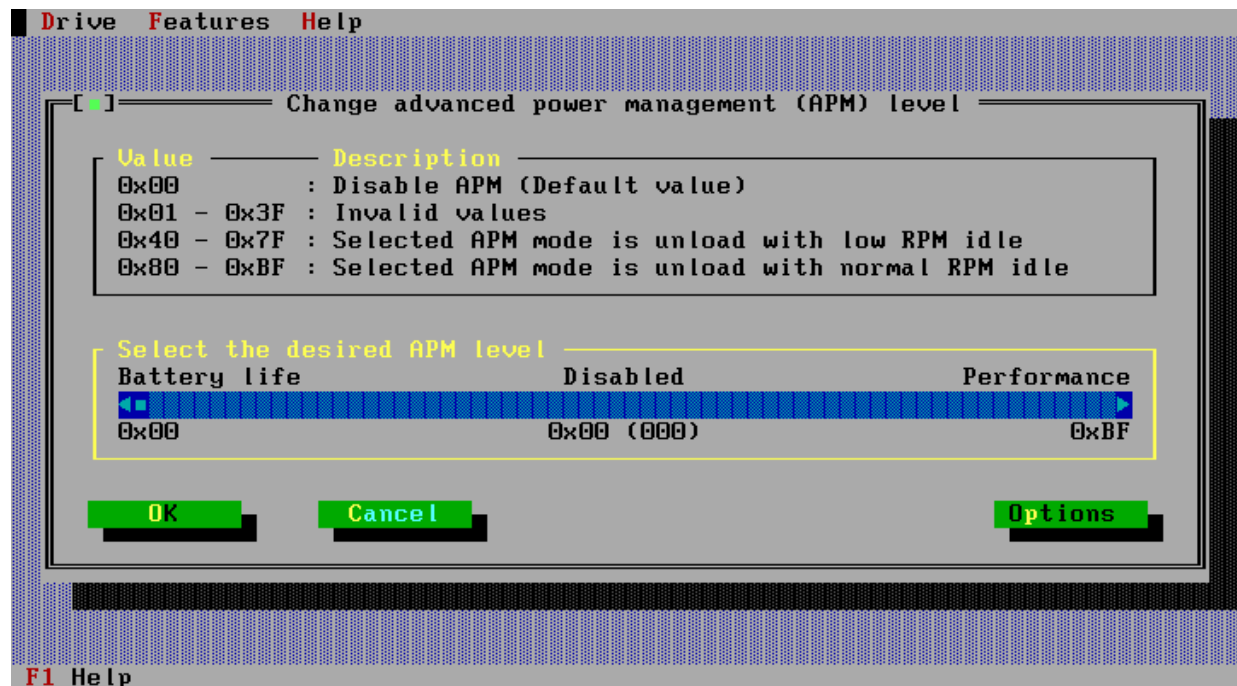 Drive Features Help
Change advanced power management (APM) level
Value Description
0x00 : Disable APM (Default value)
0x01 - 0x3F : Invalid values
0x40 - 0x7F : Selected APM mode is unload with low RPM idle
0x80 - 0xBF : Selected APM mode is unload with normal RPM idle
Select the desired APM level
Battery life Disabled Performance
0x00 0x00 (000) 0xBF
OK Cancel Options
F1 Help